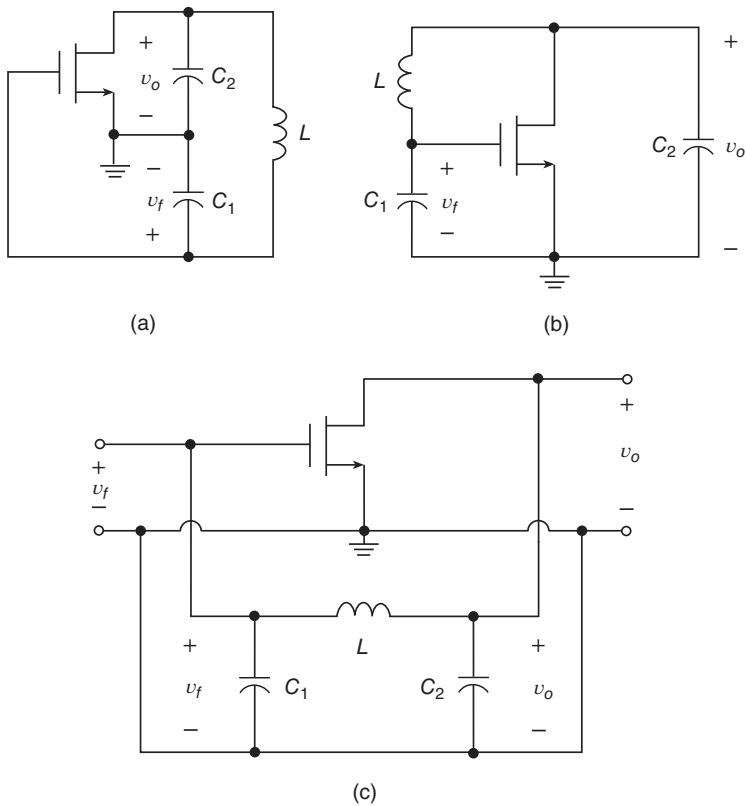 +
v_o C_2
−
L
−
v_f C_1
+
(a)
L
+
C_1 v_f
−
+
C_2 v_o
−
(b)
+
v_f
−
+
v_o
−
L
+
v_f C_1
−
+
C_2 v_o
−
(c)